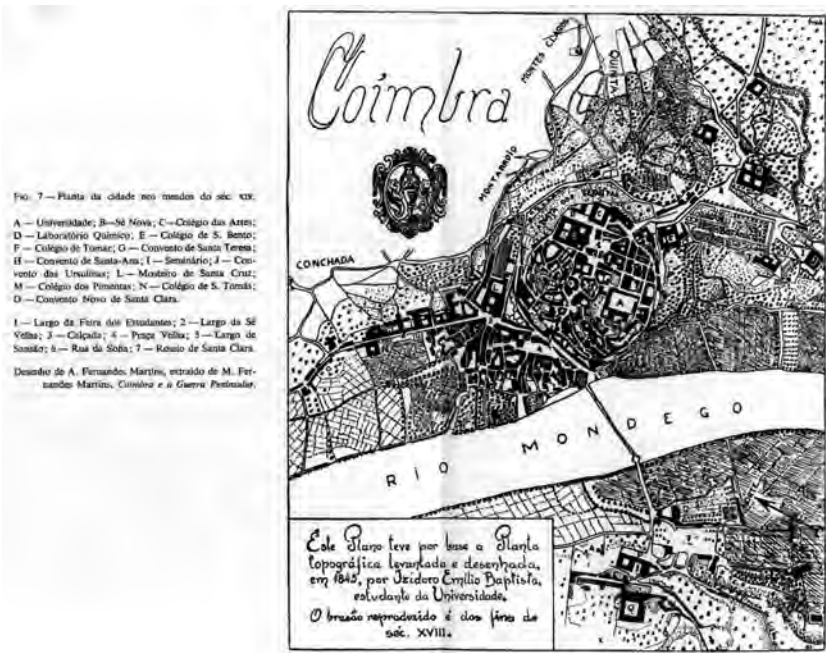 FIG. 7 — Planta da cidade nos meados do séc. XIX.
A — Universidade; B — Sé Nova; C — Colégio das Artes;
D — Laboratório Químico; E — Colégio de S. Bento;
F — Colégio de Tomar; G — Convento de Santa Teresa;
H — Convento de Santa-Ana; I — Seminário; J — Con-
vento das Ursulinas; L — Mosteiro de Santa Cruz;
M — Colégio dos Pimentas; N — Colégio de S. Tomás;
O — Convento Novo de Santa Clara.
1 — Largo da Feira dos Estudantes; 2 — Largo da Sé
Velha; 3 — Calçada; 4 — Praça Velha; 5 — Largo de
Sansão; 6 — Rua da Sofia; 7 — Rossio de Santa Clara.
Desenho de A. Fernandes Martins, extraído de M. Fer-
nandes Martins, Coimbra e a Guerra Peninsular.
Coimbra
MONTES CLAROS
QUINTA
MONTARROIO
CONCHADA
RIO MONDEGO
Este Plano teve por base a Planta
topográfica levantada e desenhada,
em 1845, por Izidoro Emílio Baptista,
estudante da Universidade.
O brasão reproduzido é dos fins do
séc. XVIII.